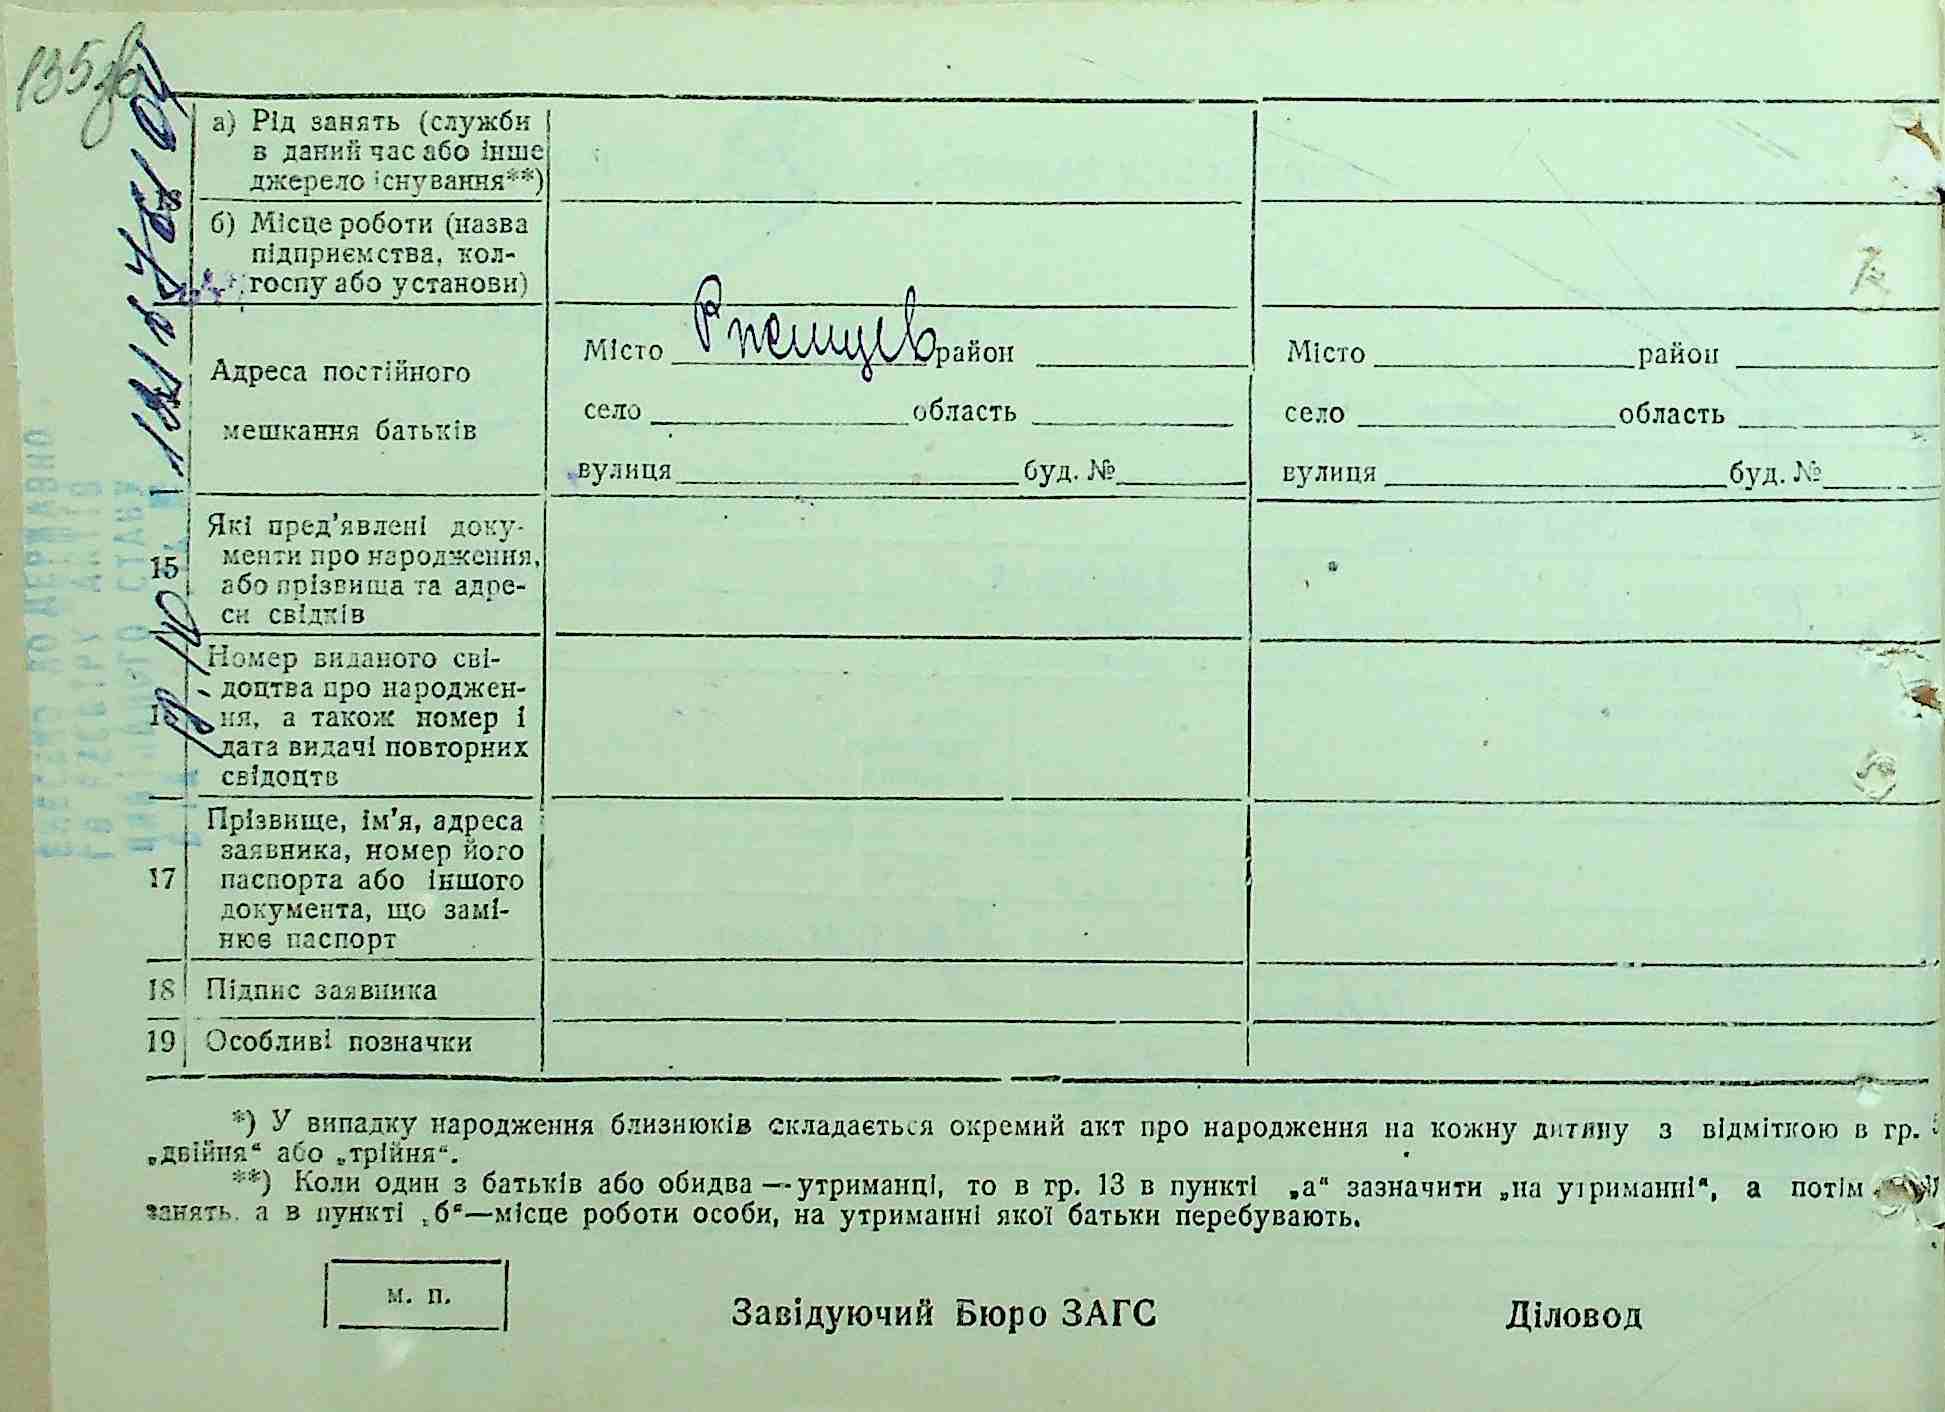 135зв
а) Рід занять (служби
в даний час або інше
джерело існування**)
13
б) Місце роботи (назва
підприємства, кол-
госпу або установи)
Адреса постійного
мешкання батьків
Місто Ржищев район
село область
вулиця буд. №
Місто район
село область
вулиця буд. №
15
Які пред'явлені доку-
менти про народження,
або прізвища та адре-
си свідків
Номер виданого сві-
доцтва про народжен-
ня, а також номер і
дата видачі повторних
свідоцтв
17
Прізвище, ім'я, адреса
заявника, номер його
паспорта або іншого
документа, що замі-
нює паспорт
18 Підпис заявника
19 Особливі позначки
*) У випадку народження близнюків складається окремий акт про народження на кожну дитину з відміткою в гр.
„двійня“ або „трійня“.
**) Коли один з батьків або обидва — утриманці, то в гр. 13 в пункті „а“ зазначити „на утриманні“, а потім
занять, а в пункті „б“—місце роботи особи, на утриманні якої батьки перебувають.
м. п.
Завідуючий Бюро ЗАГС
Діловод